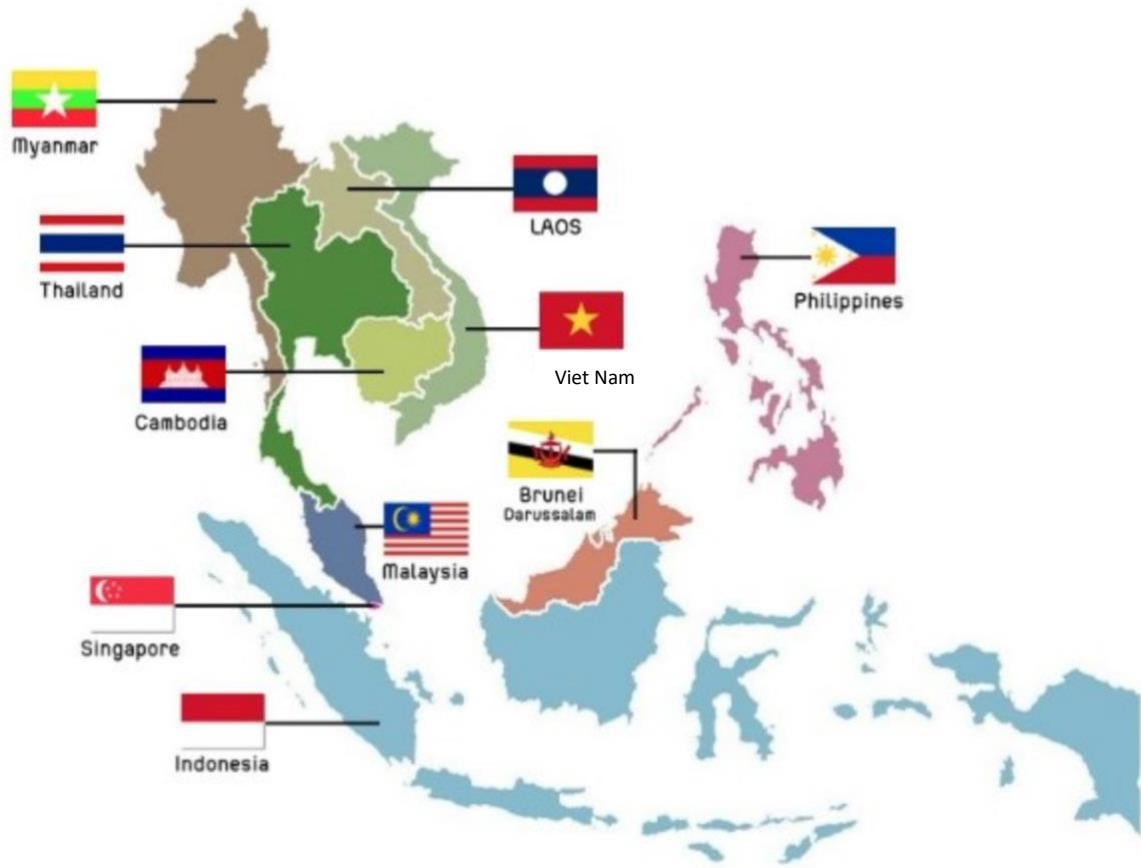 Myanmar
LAOS
Thailand
Philippines
Viet Nam
Cambodia
Brunei
Darussalam
Malaysia
Singapore
Indonesia